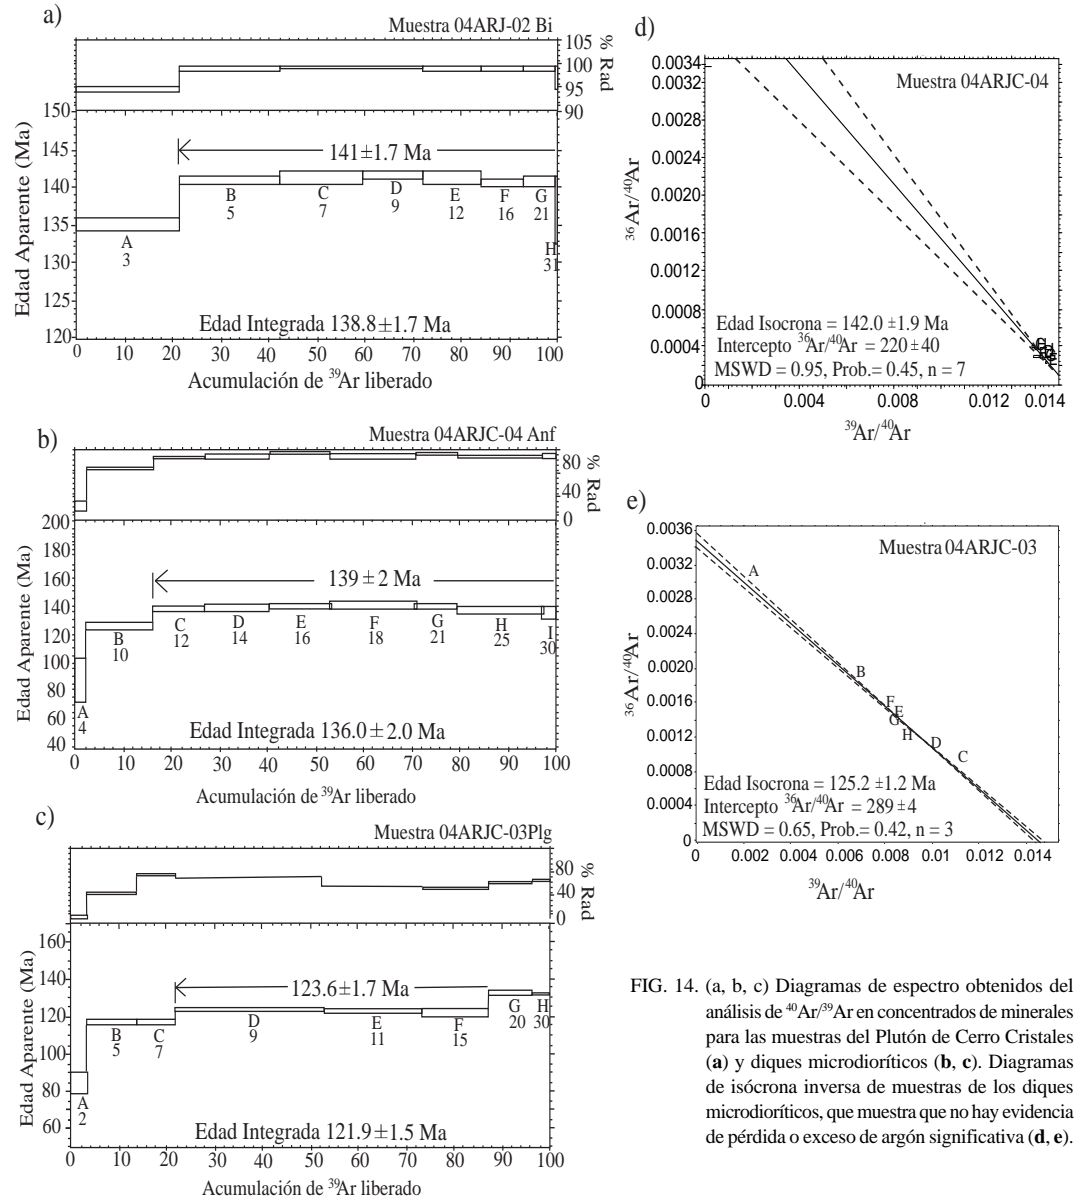 a)
Muestra 04ARJ-02 Bi
105
100
95
90
% Rad
150
145
140
135
130
125
120
Edad Aparente (Ma)
141±1.7 Ma
A
3
B
5
C
7
D
9
E
12
F
16
G
21
H
31
Edad Integrada 138.8±1.7 Ma
0 10 20 30 40 50 60 70 80 90 100
Acumulación de 39Ar liberado
b)
Muestra 04ARJC-04 Anf
80
40
0
% Rad
200
180
160
140
120
100
80
60
40
Edad Aparente (Ma)
139±2 Ma
A
4
B
10
C
12
D
14
E
16
F
18
G
21
H
25
I
30
Edad Integrada 136.0±2.0 Ma
0 10 20 30 40 50 60 70 80 90 100
Acumulación de 39Ar liberado
c)
Muestra 04ARJC-03Plg
80
40
0
% Rad
160
140
120
100
80
60
Edad Aparente (Ma)
123.6±1.7 Ma
A
2
B
5
C
7
D
9
E
11
F
15
G
20
H
30
Edad Integrada 121.9±1.5 Ma
0 10 20 30 40 50 60 70 80 90 100
Acumulación de 39Ar liberado
d)
Muestra 04ARJC-04
0.0034
0.0032
0.0028
0.0024
0.0020
0.0016
0.0012
0.0008
0.0004
0
36Ar/40Ar
Edad Isocrona = 142.0 ±1.9 Ma
Intercepto 36Ar/40Ar = 220±40
MSWD = 0.95, Prob.= 0.45, n = 7
0 0.004 0.006 0.008 0.010 0.012 0.014
39Ar/40Ar
e)
Muestra 04ARJC-03
0.0036
0.0032
0.0028
0.0024
0.0020
0.0016
0.0012
0.0008
0.0004
0
36Ar/40Ar
A
B
F
E
G
H
D
C
Edad Isocrona = 125.2 ±1.2 Ma
Intercepto 36Ar/40Ar = 289±4
MSWD = 0.65, Prob.= 0.42, n = 3
0 0.002 0.004 0.006 0.008 0.01 0.012 0.014
39Ar/40Ar
FIG. 14. (a, b, c) Diagramas de espectro obtenidos del
análisis de 40Ar/39Ar en concentrados de minerales
para las muestras del Plutón de Cerro Cristales
(a) y diques microdioríticos (b, c). Diagramas
de isócrona inversa de muestras de los diques
microdioríticos, que muestra que no hay evidencia
de pérdida o exceso de argón significativa (d, e).